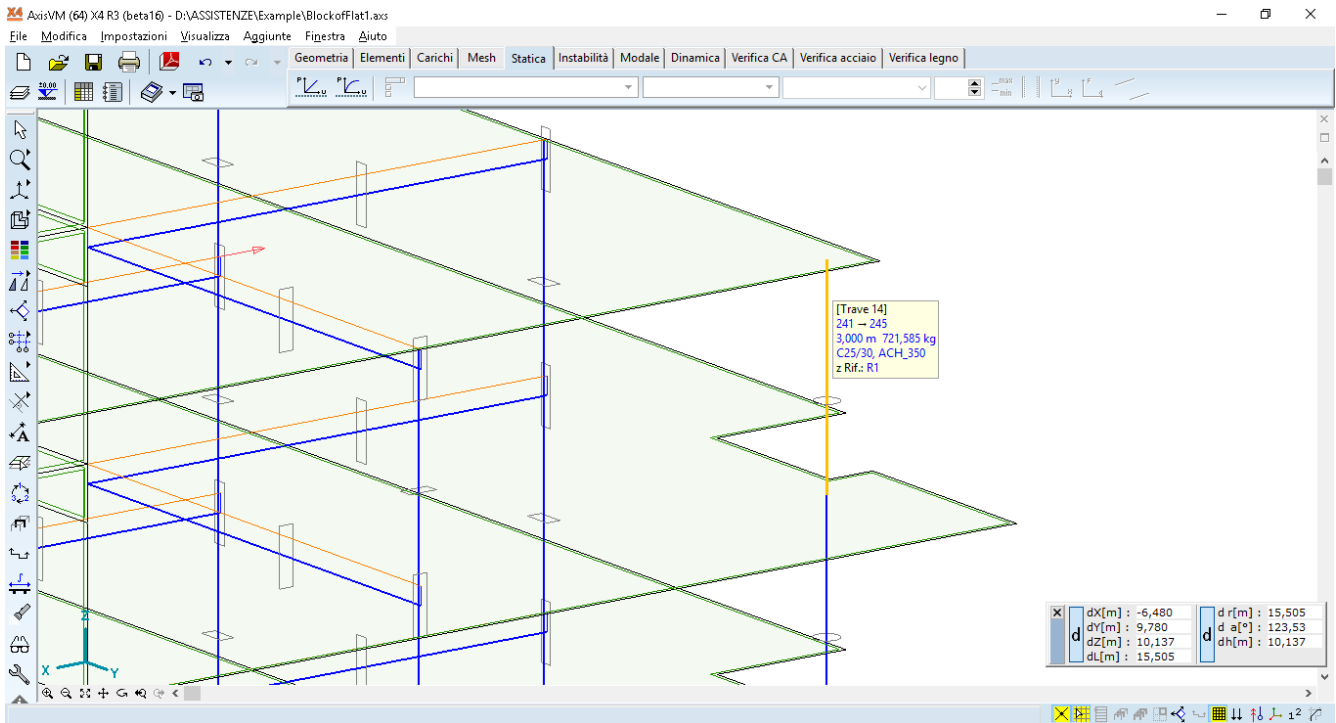 X4 AxisVM (64) X4 R3 (beta16) - D:\ASSISTENZE\Example\BlockofFlat1.axs
File Modifica Impostazioni Visualizza Aggiunte Finestra Aiuto
Geometria Elementi Carichi Mesh Statica Instabilità Modale Dinamica Verifica CA Verifica acciaio Verifica legno
[Trave 14]
241 → 245
3,000 m 721,585 kg
C25/30, ACH_350
z Rif.: R1
dX[m] : -6,480
dY[m] : 9,780
dZ[m] : 10,137
dL[m] : 15,505
d
d r[m] : 15,505
d a[°] : 123,53
dh[m] : 10,137
d
Z
X
Y